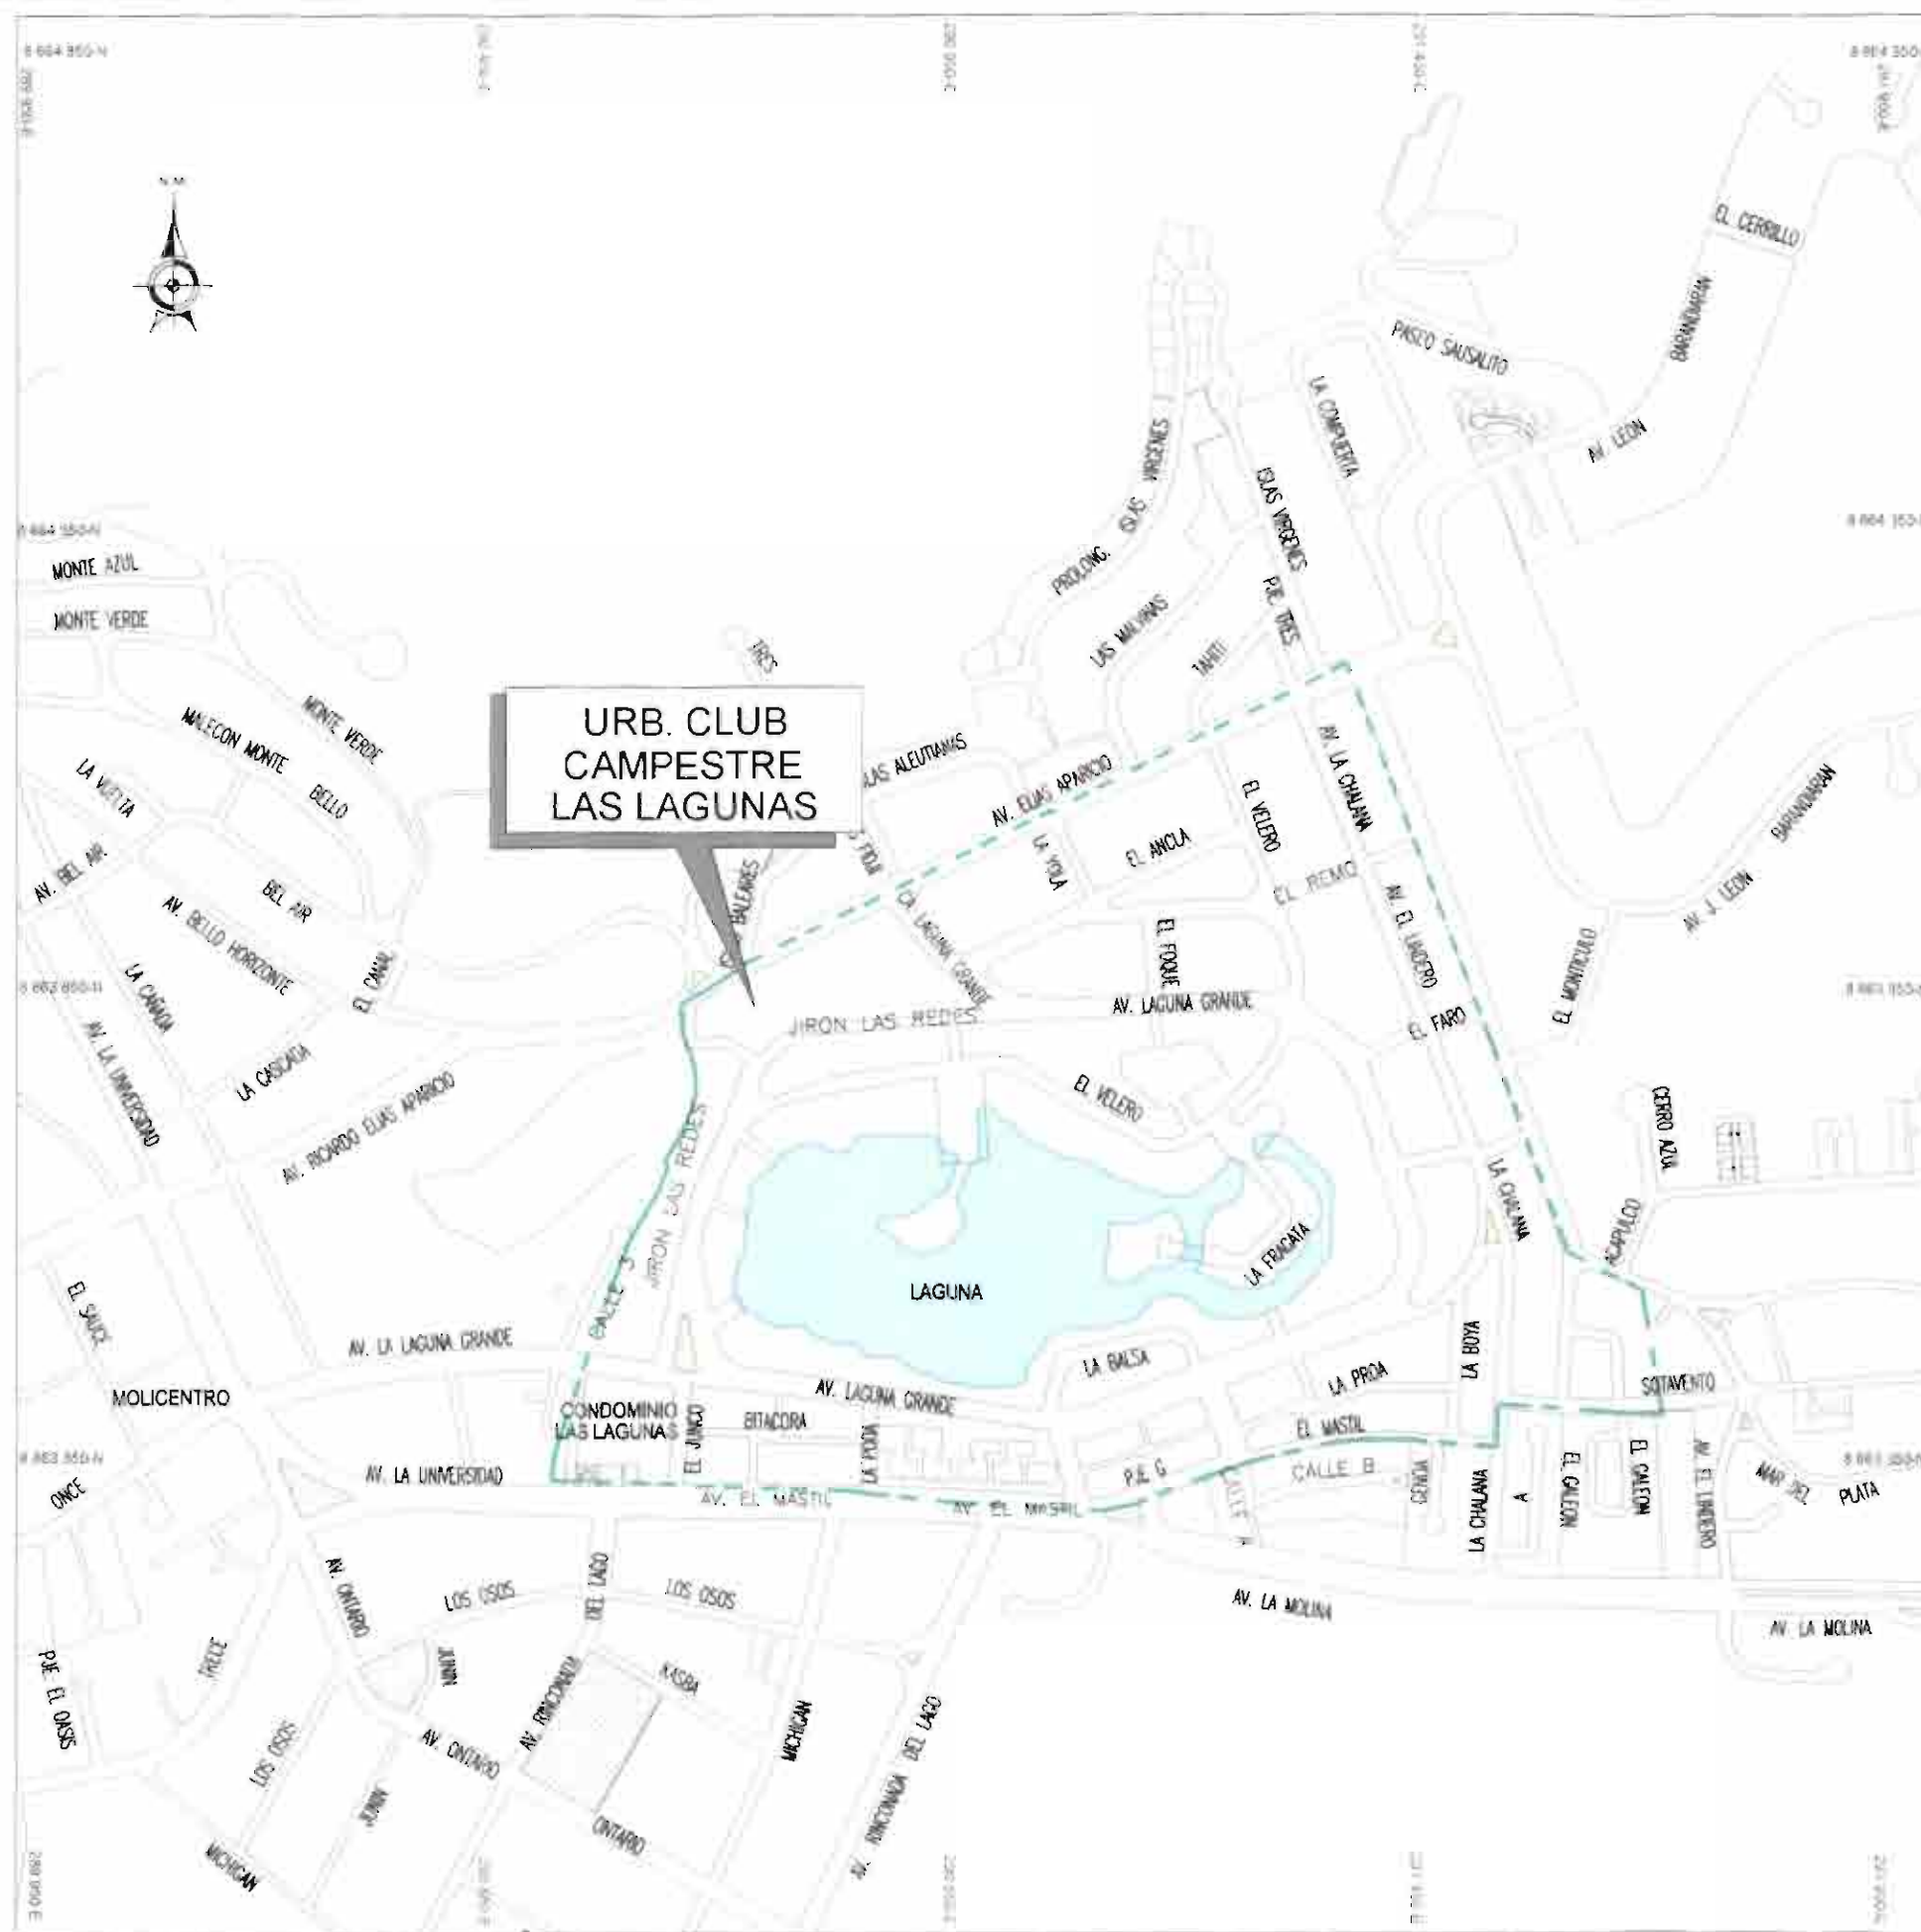 8 664 350-N
N M
EL CERRILLO
BARANDIARAN
PASEO SAUSALITO
AV. LEON
LA COMPUERTA
ISLAS VIRGENES
PROLONG. ISLAS VIRGENES
PJE. TRES
LAS MALVINAS
TAHITI
MONTE AZUL
MONTE VERDE
TRES
MONTE VERDE
MALECON MONTE BELLO
LA VUELTA
URB. CLUB
CAMPESTRE
LAS LAGUNAS
AV. ELIAS APARICIO
AV. LA CHALANA
EL VELERO
EL ANCLA
LA YOLA
EL REMO
AV. EL LINDERO
BARANDIARAN
AV. J. LEON
AV. BEL AIR
BEL AIR
AV. BELLO HORIZONTE
EL CANAL
LA CAÑADA
AV. LA UNIVERSIDAD
LA CASCADA
AV. RICARDO ELIAS APARICIO
BALEARES
CA. LAGUNA GRANDE
EL FOQUE
AV. LAGUNA GRANDE
JIRON LAS REDES
EL FARO
EL MONTICULO
EL VELERO
CERRO AZUL
JIRON LAS REDES
LA CHALANA
ACAPULCO
LA FRAGATA
LAGUNA
CALLE 3
EL SAUCE
AV. LA LAGUNA GRANDE
LA BALSA
LA PROA
LA BOYA
SOTAVENTO
MOLICENTRO
AV. LAGUNA GRANDE
CONDOMINIO
LAS LAGUNAS
EL JUNCO
BITACORA
LA POZA
EL MASTIL
ONCE
AV. LA UNIVERSIDAD
AV. EL MASTIL
AV. EL MASTIL
PJE G
CALLE B
LA CHALANA
A
EL GALEON
EL GALEON
AV. EL LINDERO
MAR DEL PLATA
AV. ONTARIO
LOS OSOS
DEL LAGO
LOS OSOS
AV. LA MOLINA
AV. LA MOLINA
TRECE
PJE. EL OASIS
JUNIN
KASBA
AV. RINCONADA
LOS OSOS
AV. ONTARIO
MICHIGAN
AV. RINCONADA DEL LAGO
JUNIN
ONTARIO
MICHIGAN